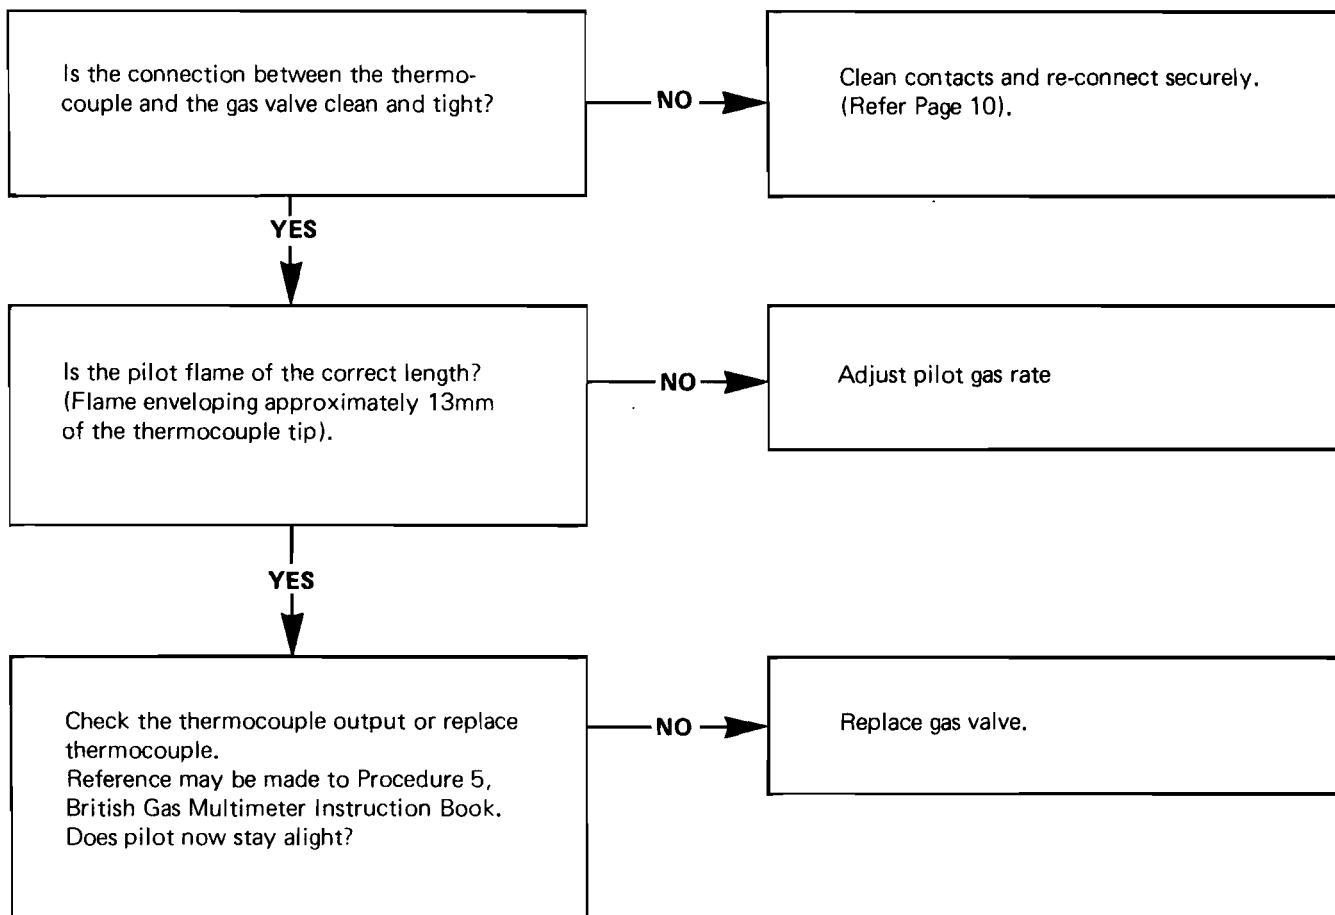 Is the connection between the thermo-
couple and the gas valve clean and tight?
NO
Clean contacts and re-connect securely.
(Refer Page 10).
YES
Is the pilot flame of the correct length?
(Flame enveloping approximately 13mm
of the thermocouple tip).
NO
Adjust pilot gas rate
YES
Check the thermocouple output or replace
thermocouple.
Reference may be made to Procedure 5,
British Gas Multimeter Instruction Book.
Does pilot now stay alight?
NO
Replace gas valve.